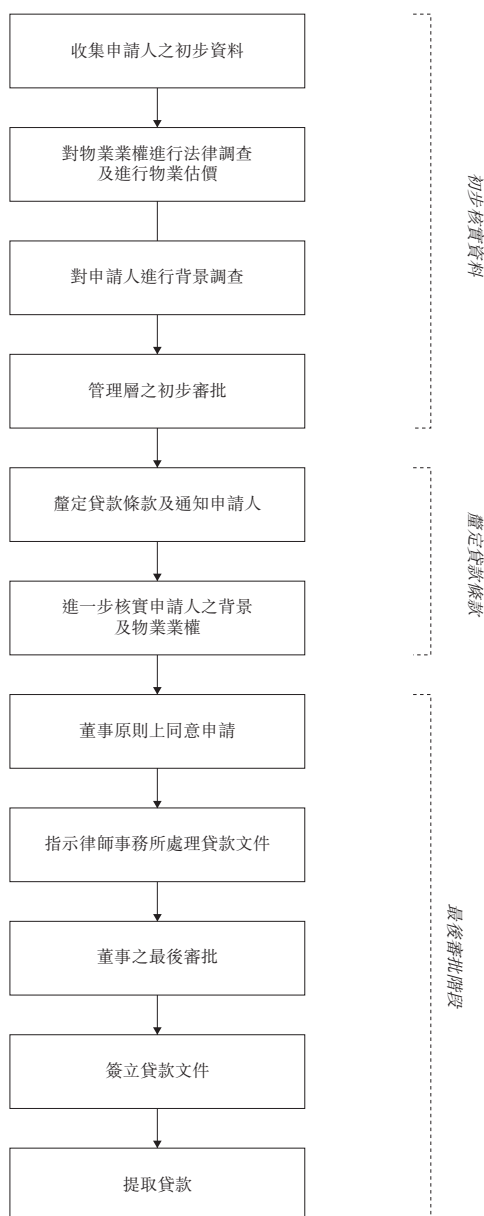 收集申請人之初步資料
對物業業權進行法律調查
及進行物業估價
對申請人進行背景調查
管理層之初步審批
初步核實資料
釐定貸款條款及通知申請人
進一步核實申請人之背景
及物業業權
釐定貸款條款
董事原則上同意申請
指示律師事務所處理貸款文件
董事之最後審批
簽立貸款文件
提取貸款
最後審批階段